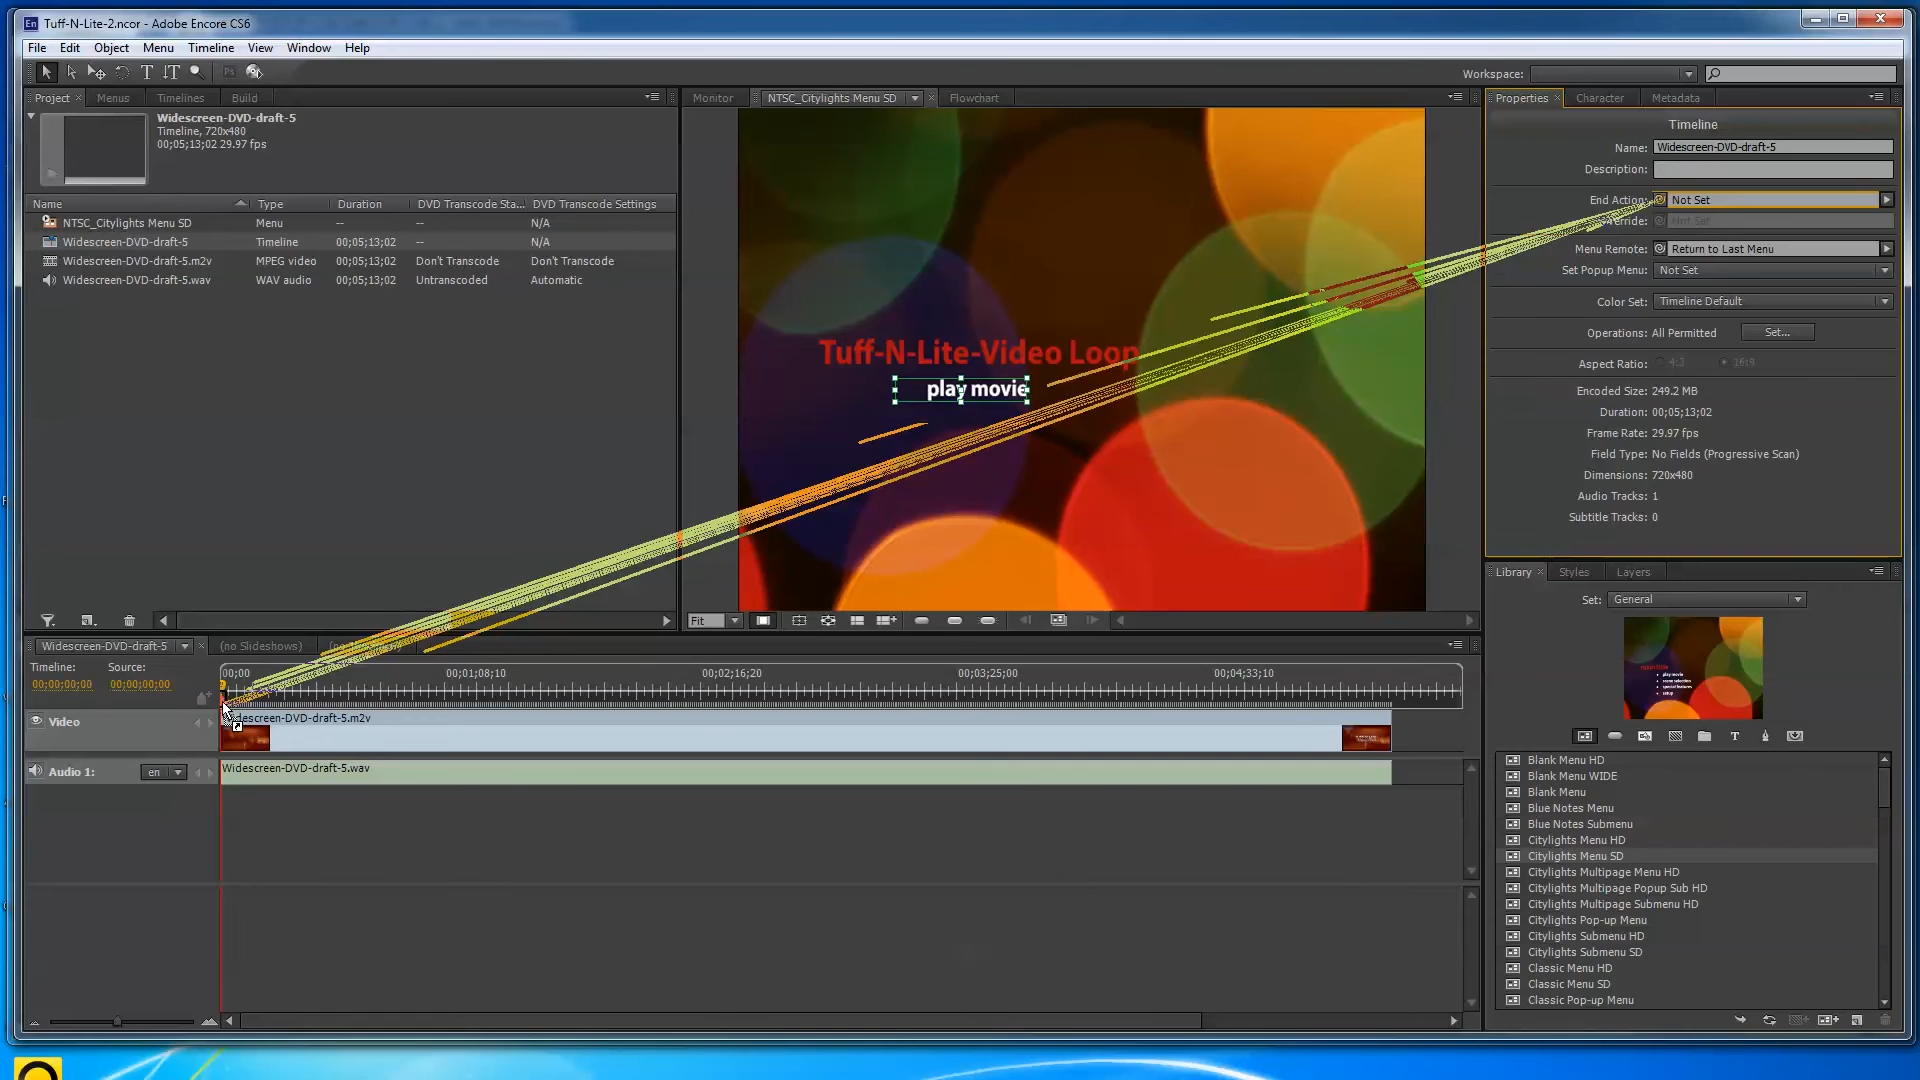 Tuff-N-Lite-2.ncor - Adobe Encore CS6
File Edit Object Menu Timeline View Window Help
Workspace:
Project Menus Timelines Build
Monitor NTSC_Citylights Menu SD Flowchart
Properties Character Metadata
Widescreen-DVD-draft-5
Timeline, 720x480
00;05;13;02 29.97 fps
Name Type Duration DVD Transcode Sta... DVD Transcode Settings
NTSC_Citylights Menu SD Menu -- -- N/A
Widescreen-DVD-draft-5 Timeline 00;05;13;02 -- N/A
Widescreen-DVD-draft-5.m2v MPEG video 00;05;13;02 Don't Transcode Don't Transcode
Widescreen-DVD-draft-5.wav WAV audio 00;05;13;02 Untranscoded Automatic
Tuff-N-Lite-Video Loop
play movie
Fit
Timeline
Name: Widescreen-DVD-draft-5
Description:
End Action: Not Set
Not Set
Menu Remote: Return to Last Menu
Set Popup Menu: Not Set
Color Set: Timeline Default
Operations: All Permitted Set...
Aspect Ratio: 4:3 16:9
Encoded Size: 249.2 MB
Duration: 00;05;13;02
Frame Rate: 29.97 fps
Field Type: No Fields (Progressive Scan)
Dimensions: 720x480
Audio Tracks: 1
Subtitle Tracks: 0
Library Styles Layers
Set: General
play movie
scene selection
special features
setup
Blank Menu HD
Blank Menu WIDE
Blank Menu
Blue Notes Menu
Blue Notes Submenu
Citylights Menu HD
Citylights Menu SD
Citylights Multipage Menu HD
Citylights Multipage Popup Sub HD
Citylights Multipage Submenu HD
Citylights Pop-up Menu
Citylights Submenu HD
Citylights Submenu SD
Classic Menu HD
Classic Menu SD
Classic Pop-up Menu
Widescreen-DVD-draft-5 (no Slideshows)
Timeline: Source:
00;00;00;00 00;00;00;00
00;00 00;01;08;10 00;02;16;20 00;03;25;00 00;04;33;10
Video
Audio 1: en
Widescreen-DVD-draft-5.wav